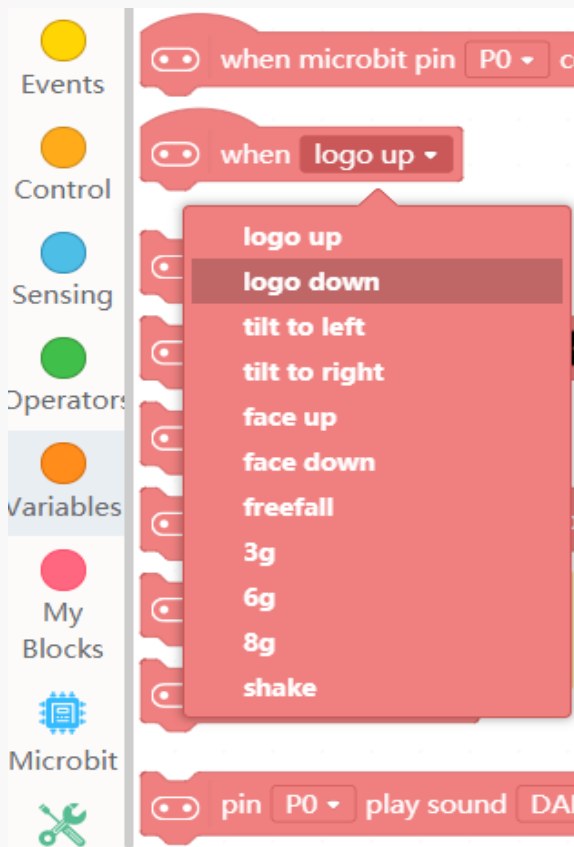 Events
Control
Sensing
Operators
Variables
My
Blocks
Microbit
when microbit pin P0
when logo up
logo up
logo down
tilt to left
tilt to right
face up
face down
freefall
3g
6g
8g
shake
pin P0 play sound